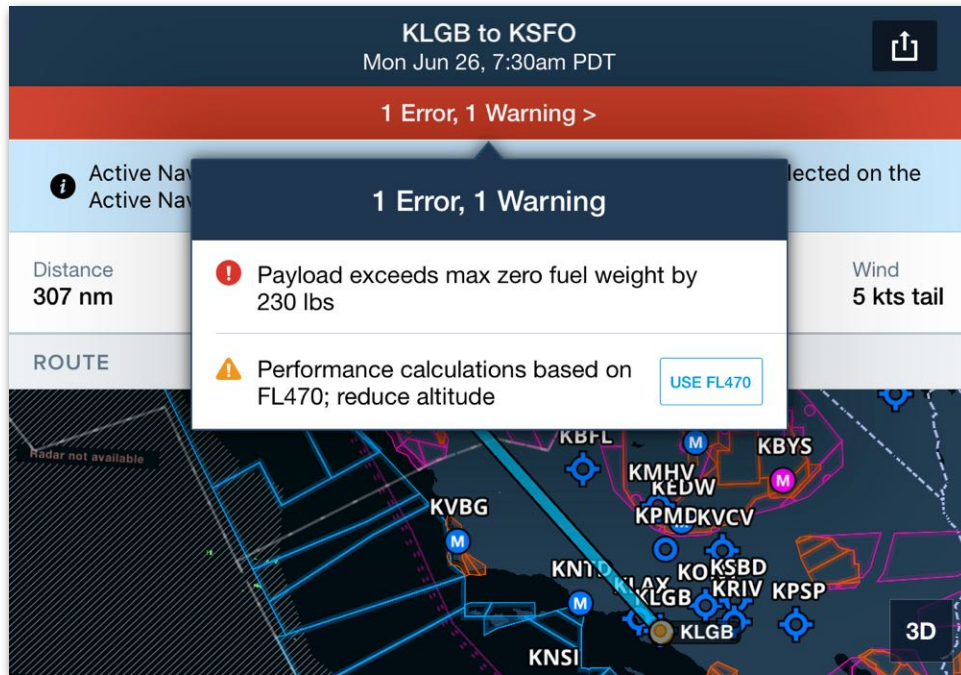 KLGB to KSFO
Mon Jun 26, 7:30am PDT
1 Error, 1 Warning >
Active Nav
lected on the
Active Nav
1 Error, 1 Warning
Distance
307 nm
Payload exceeds max zero fuel weight by
230 lbs
Wind
5 kts tail
ROUTE
Performance calculations based on
FL470; reduce altitude
USE FL470
Radar not available
KBFL
M
KBYS
M
KMHV
KEDW
KVBG
M
KPMD
KVCV
KNTD
M
KLAX
KSBD
KLGB
KRIV
KPSP
KLGB
3D
KNSI